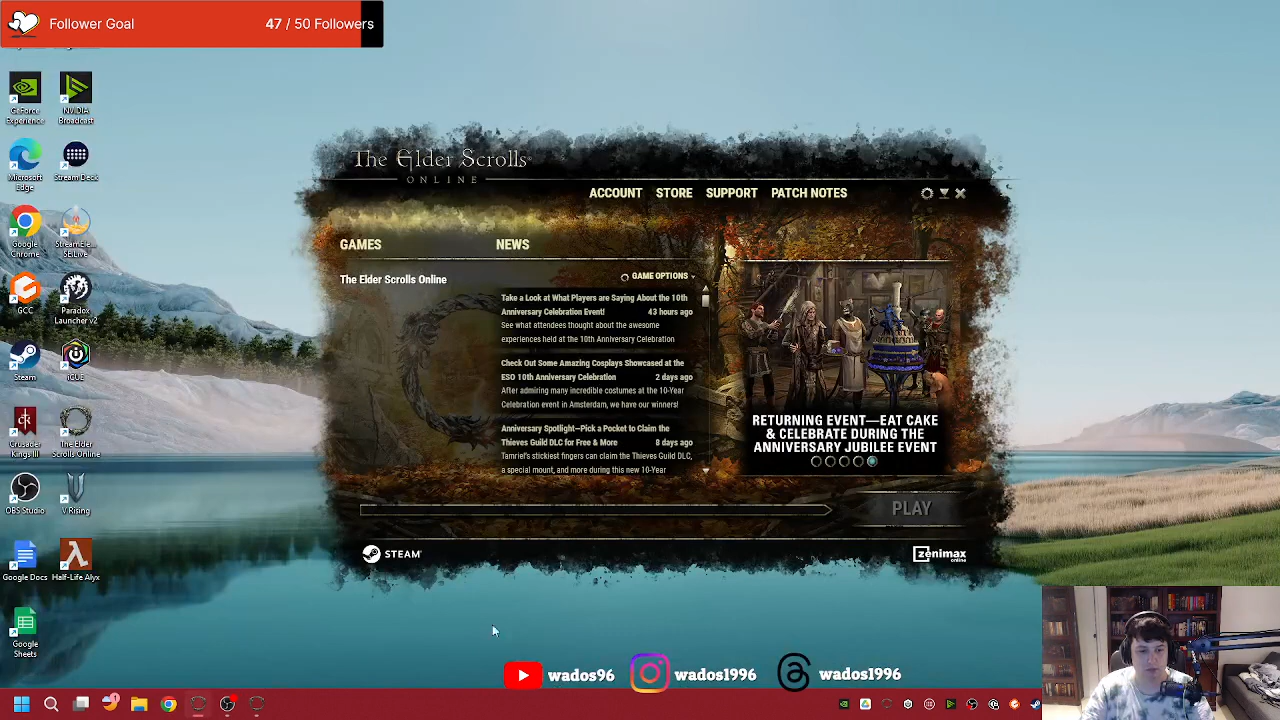 Follower Goal 47 / 50 Followers
GeForce
Experience
NVIDIA
Broadcast
Microsoft
Edge
Stream Deck
Google
Chrome
StreamEle...
SE.Live
GCC
Paradox
Launcher v2
Steam
iCUE
Crusader
Kings III
The Elder
Scrolls
OBS Studio
V Rising
Google Docs
Half-Life Alyx
Google
Sheets
The Elder Scrolls
ONLINE
ACCOUNT STORE SUPPORT PATCH NOTES
GAMES NEWS
The Elder Scrolls Online
GAME OPTIONS
Take a Look at What Players are Saying About the 10th
Anniversary Celebration Event! 43 hours ago
See what attendees thought about the awesome
experiences held at the 10th Anniversary Celebration
Check Out Some Amazing Cosplays Showcased at the
ESO 10th Anniversary Celebration 2 days ago
After admiring many incredible costumes at the 10-Year
Celebration event in Amsterdam, we have our winners!
Anniversary Spotlight—Pick a Pocket to Claim the
Thieves Guild DLC for Free & More 8 days ago
Tamriel's stickiest fingers can claim the Thieves Guild DLC,
a special mount, and more during this new 10-Year
RETURNING EVENT—EAT CAKE
& CELEBRATE DURING THE
ANNIVERSARY JUBILEE EVENT
PLAY
STEAM
zenimax
online
wados96 wados1996 wados1996